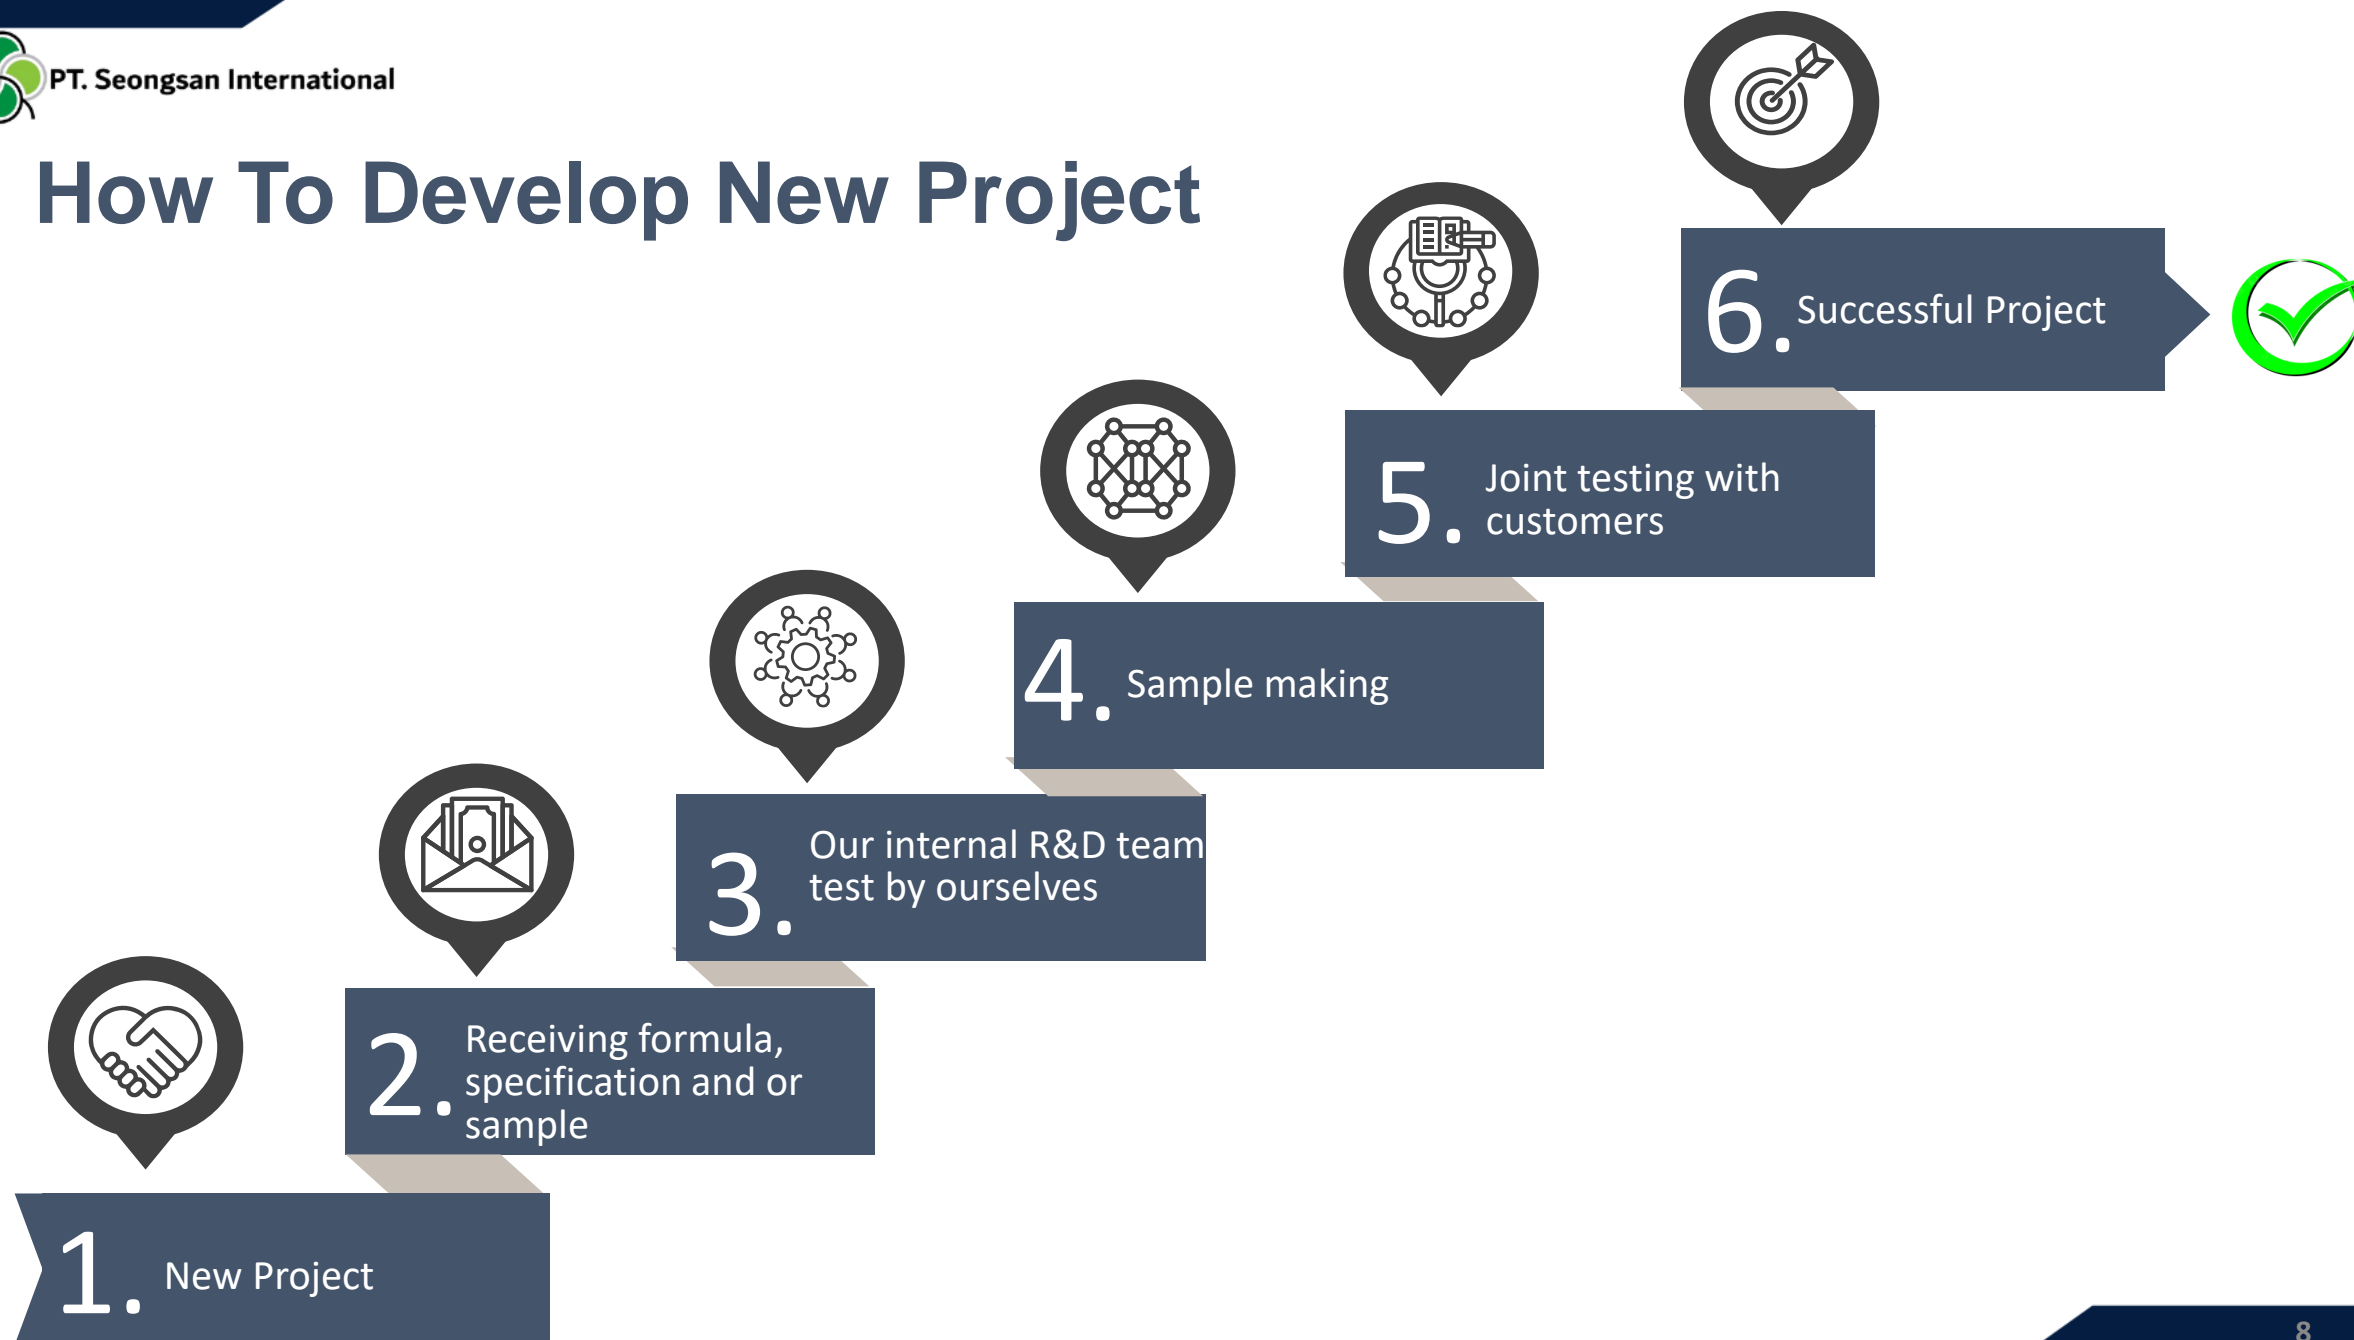 PT. Seongsan International
How To Develop New Project
6. Successful Project
5. Joint testing with
customers
4. Sample making
3. Our internal R&D team
test by ourselves
2. Receiving formula,
specification and or
sample
1. New Project
8